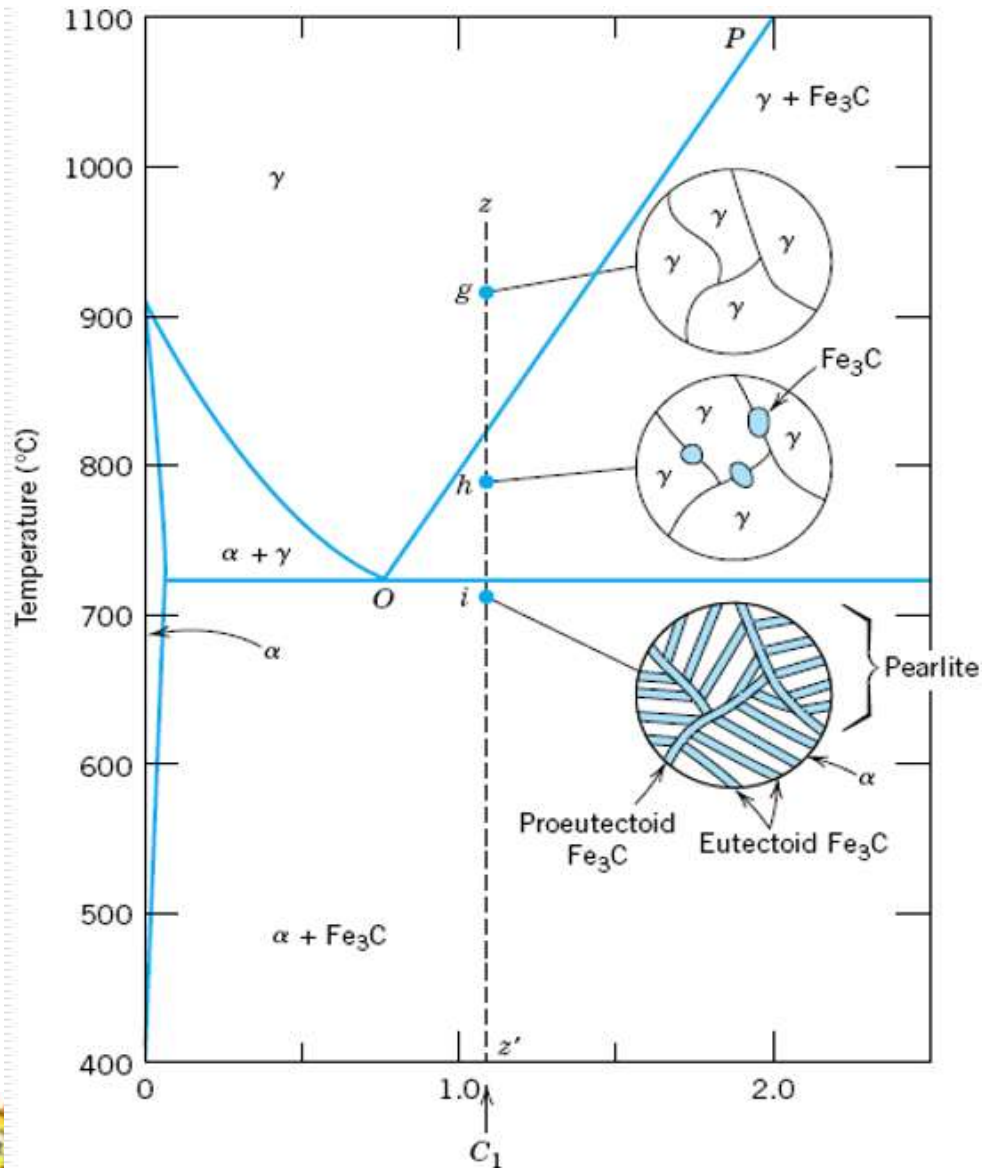 1100
P
γ + Fe₃C
1000
γ
z
γ
γ
γ
g
γ
900
Fe₃C
γ
γ
800
h
γ
γ
α + γ
O
i
700
α
Pearlite
600
α
Proeutectoid
Fe₃C
Eutectoid Fe₃C
500
α + Fe₃C
z′
400
0
1.0
2.0
C₁
Temperature (°C)